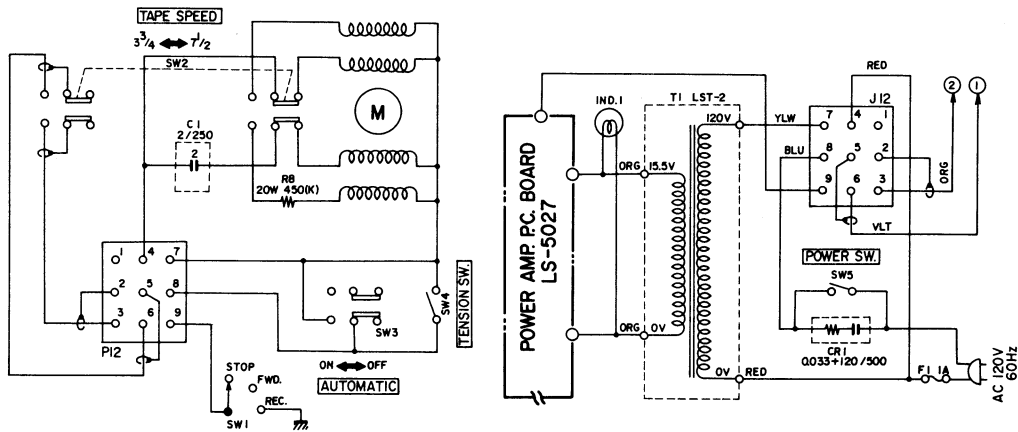 TAPE SPEED
3 3/4 7 1/2
SW2
C1
2/250
2
M
R8
20W 450(K)
1 4 7
2 5 8
3 6 9
P12
SW3
SW4
TENSION SW.
ON OFF
AUTOMATIC
STOP
FWD.
REC.
SW1
POWER AMP. P.C. BOARD
LS-5027
IND.1
T1 LST-2
ORG 15.5V
120V
YLW
BLU
ORG 0V
0V RED
RED
2 1
J12
7 4 1
8 5 2
9 6 3
ORG
VLT
POWER SW.
SW5
CR1
0.033+120/500
F1 1A
AC 120V
60Hz